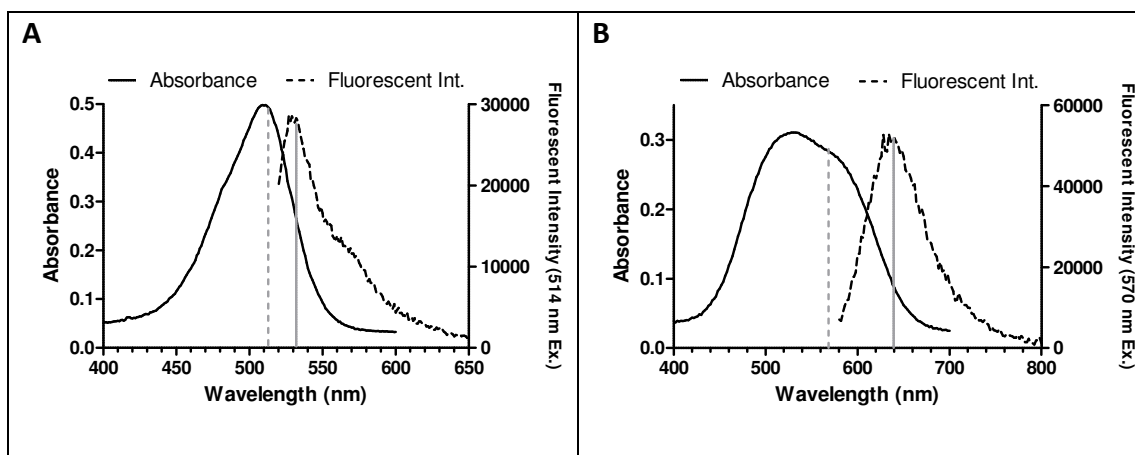 A
Absorbance
Fluorescent Int.
0.5
0.4
0.3
0.2
0.1
0.0
Absorbance
30000
20000
10000
0
Fluorescent Intensity (514 nm Ex.)
400
450
500
550
600
650
Wavelength (nm)
B
Absorbance
Fluorescent Int.
0.3
0.2
0.1
0.0
Absorbance
60000
40000
20000
0
Fluorescent Intensity (570 nm Ex.)
400
500
600
700
800
Wavelength (nm)